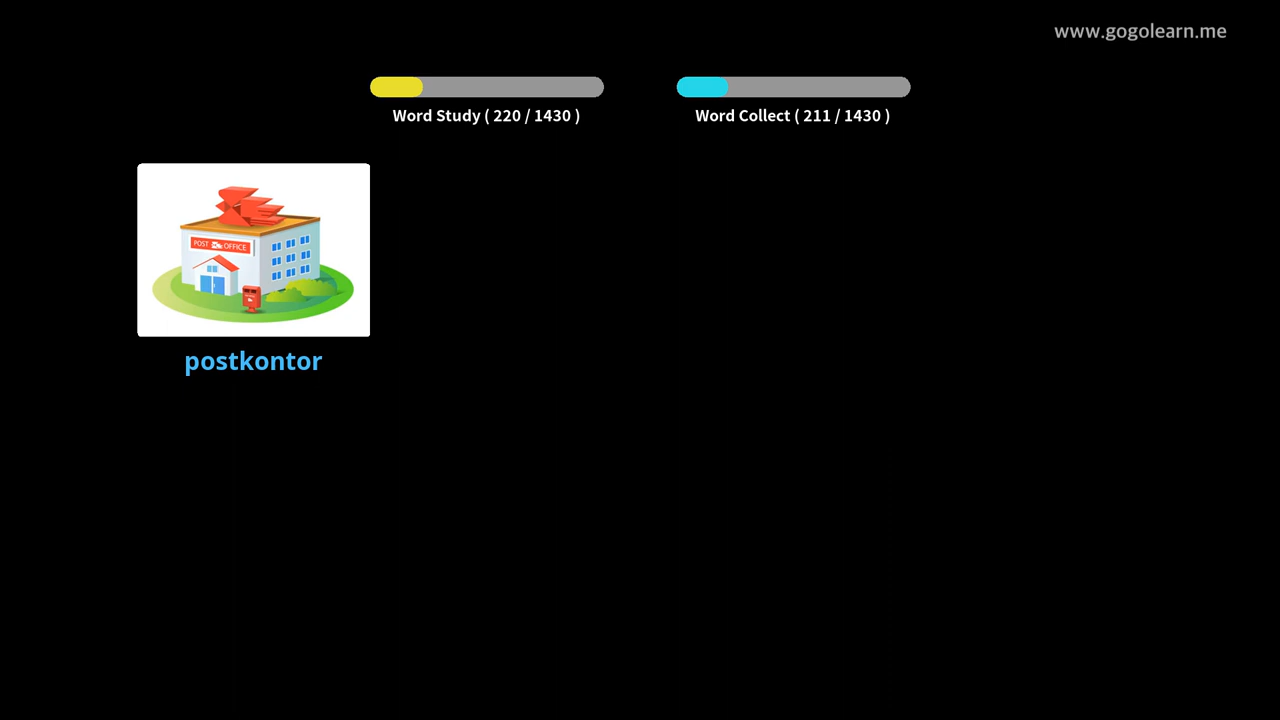 www.gogolearn.me
Word Study ( 220 / 1430 )
Word Collect ( 211 / 1430 )
POST OFFICE
postkontor